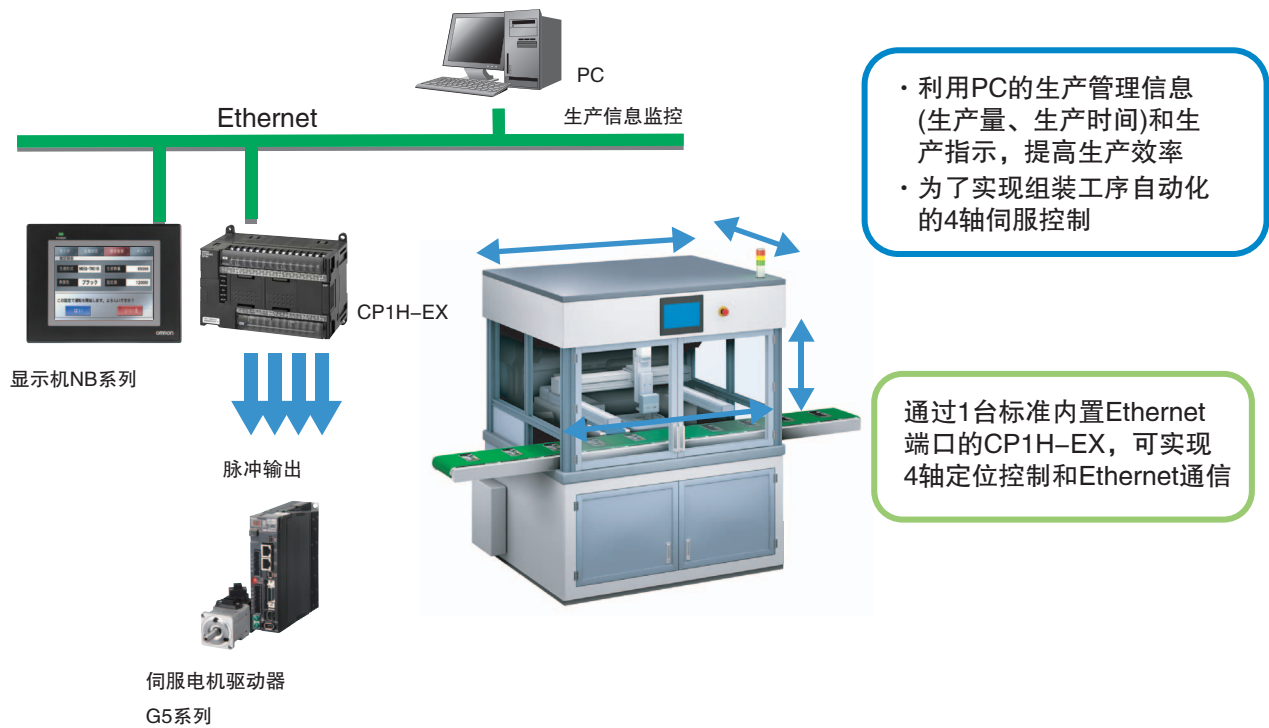 PC
Ethernet
生产信息监控
CP1H-EX
OMRON
显示机NB系列
脉冲输出
伺服电机驱动器
G5系列
・利用PC的生产管理信息
(生产量、生产时间)和生
产指示，提高生产效率
・为了实现组装工序自动化
的4轴伺服控制
通过1台标准内置Ethernet
端口的CP1H-EX，可实现
4轴定位控制和Ethernet通信